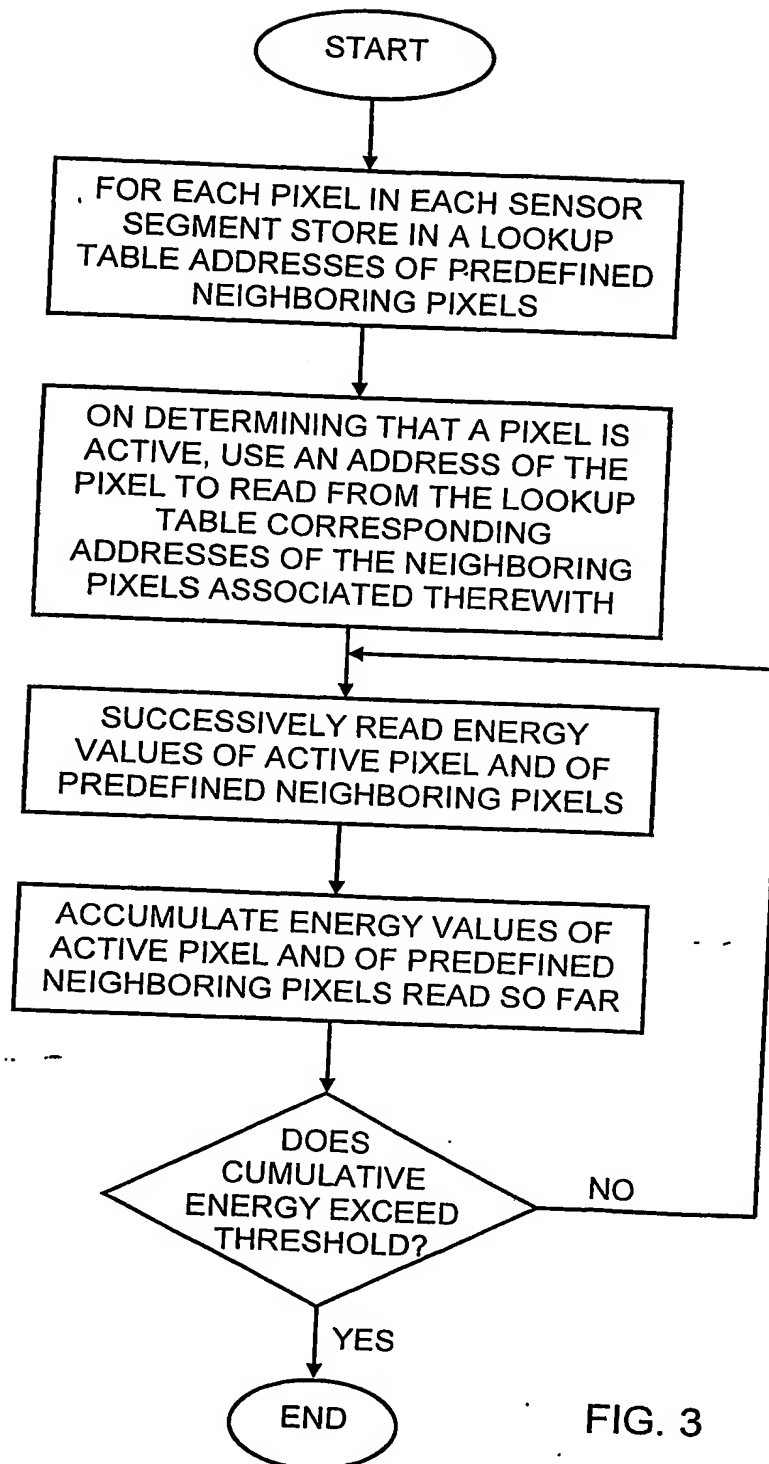 START
FOR EACH PIXEL IN EACH SENSOR
SEGMENT STORE IN A LOOKUP
TABLE ADDRESSES OF PREDEFINED
NEIGHBORING PIXELS
ON DETERMINING THAT A PIXEL IS
ACTIVE, USE AN ADDRESS OF THE
PIXEL TO READ FROM THE LOOKUP
TABLE CORRESPONDING
ADDRESSES OF THE NEIGHBORING
PIXELS ASSOCIATED THEREWITH
SUCCESSIVELY READ ENERGY
VALUES OF ACTIVE PIXEL AND OF
PREDEFINED NEIGHBORING PIXELS
ACCUMULATE ENERGY VALUES OF
ACTIVE PIXEL AND OF PREDEFINED
NEIGHBORING PIXELS READ SO FAR
DOES
CUMULATIVE
ENERGY EXCEED
THRESHOLD?
NO
YES
END
FIG. 3